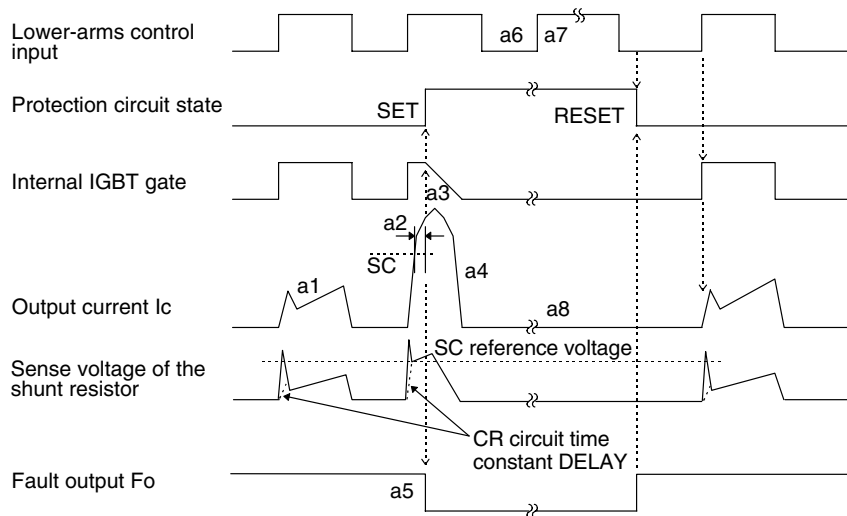 Lower-arms control
input
a6
a7
Protection circuit state
SET
RESET
Internal IGBT gate
a3
a2
SC
a4
Output current Ic
a1
a8
SC reference voltage
Sense voltage of the
shunt resistor
CR circuit time
constant DELAY
Fault output Fo
a5